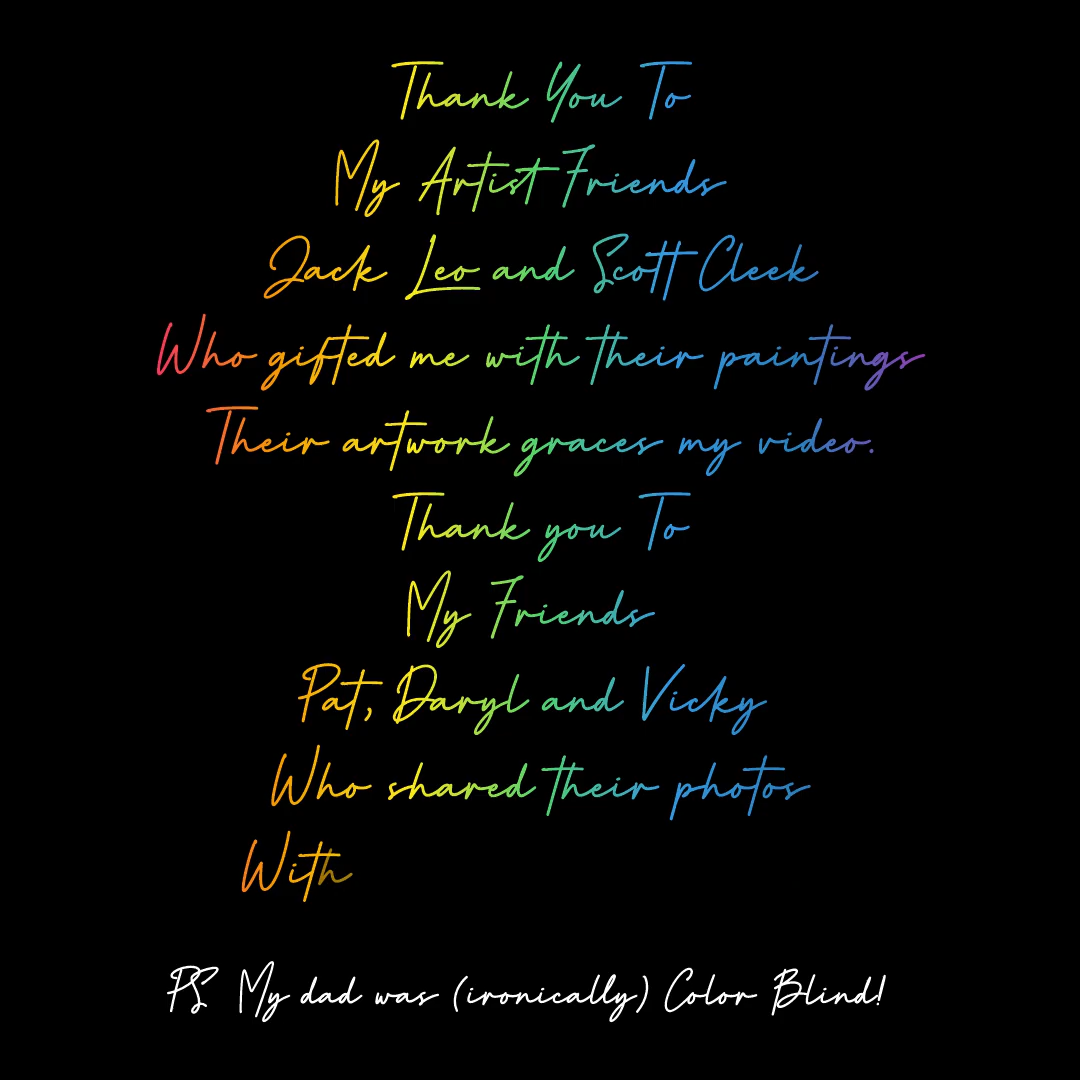 Thank You To
My Artist Friends
Jack Leo and Scott Cleek
Who gifted me with their paintings
Their artwork graces my video.
Thank you To
My Friends
Pat, Daryl and Vicky
Who shared their photos
With
PS My dad was (ironically) Color Blind!